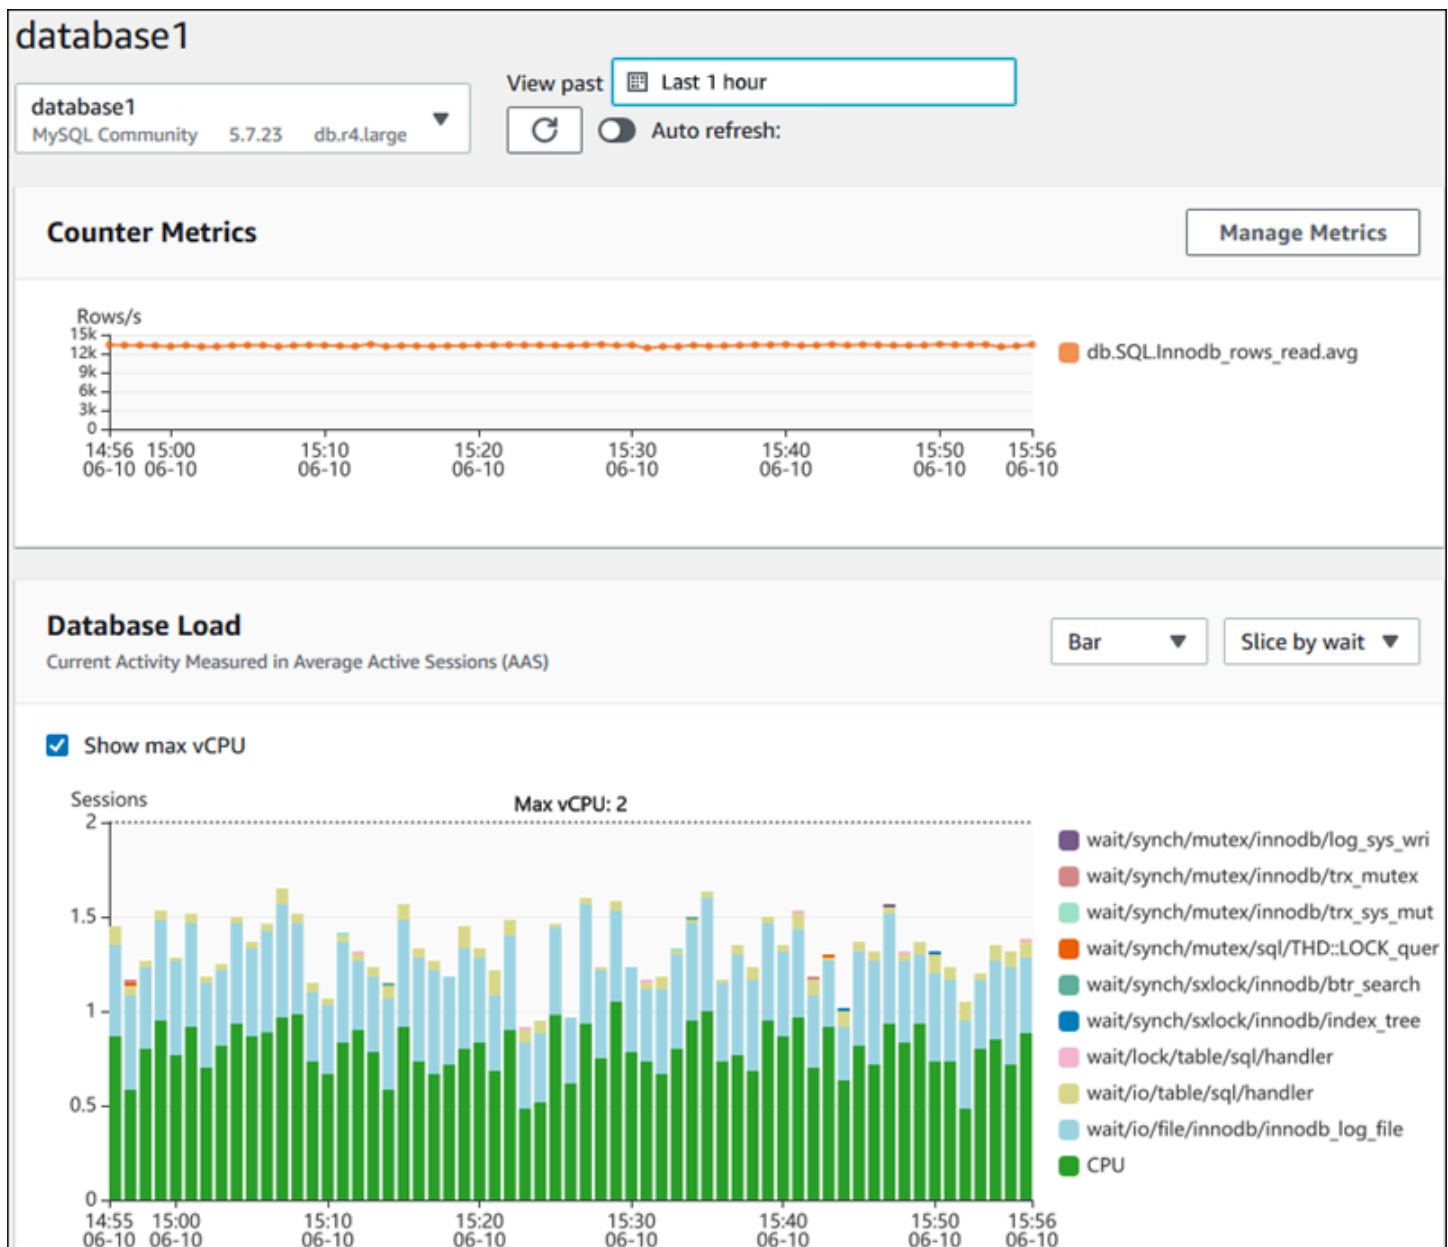 database1
database1
MySQL Community 5.7.23 db.r4.large
View past Last 1 hour
Auto refresh:
Counter Metrics
Manage Metrics
Rows/s
15k
12k
9k
6k
3k
0
14:56 15:00 15:10 15:20 15:30 15:40 15:50 15:56
06-10 06-10 06-10 06-10 06-10 06-10 06-10 06-10
db.SQL.Innodb_rows_read.avg
Database Load
Current Activity Measured in Average Active Sessions (AAS)
Bar
Slice by wait
Show max vCPU
Sessions
Max vCPU: 2
2
1.5
1
0.5
0
14:55 15:00 15:10 15:20 15:30 15:40 15:50 15:56
06-10 06-10 06-10 06-10 06-10 06-10 06-10 06-10
wait/synch/mutex/innodb/log_sys_wri
wait/synch/mutex/innodb/trx_mutex
wait/synch/mutex/innodb/trx_sys_mut
wait/synch/mutex/sql/THD::LOCK_quer
wait/synch/sxlock/innodb/btr_search
wait/synch/sxlock/innodb/index_tree
wait/lock/table/sql/handler
wait/io/table/sql/handler
wait/io/file/innodb/innodb_log_file
CPU